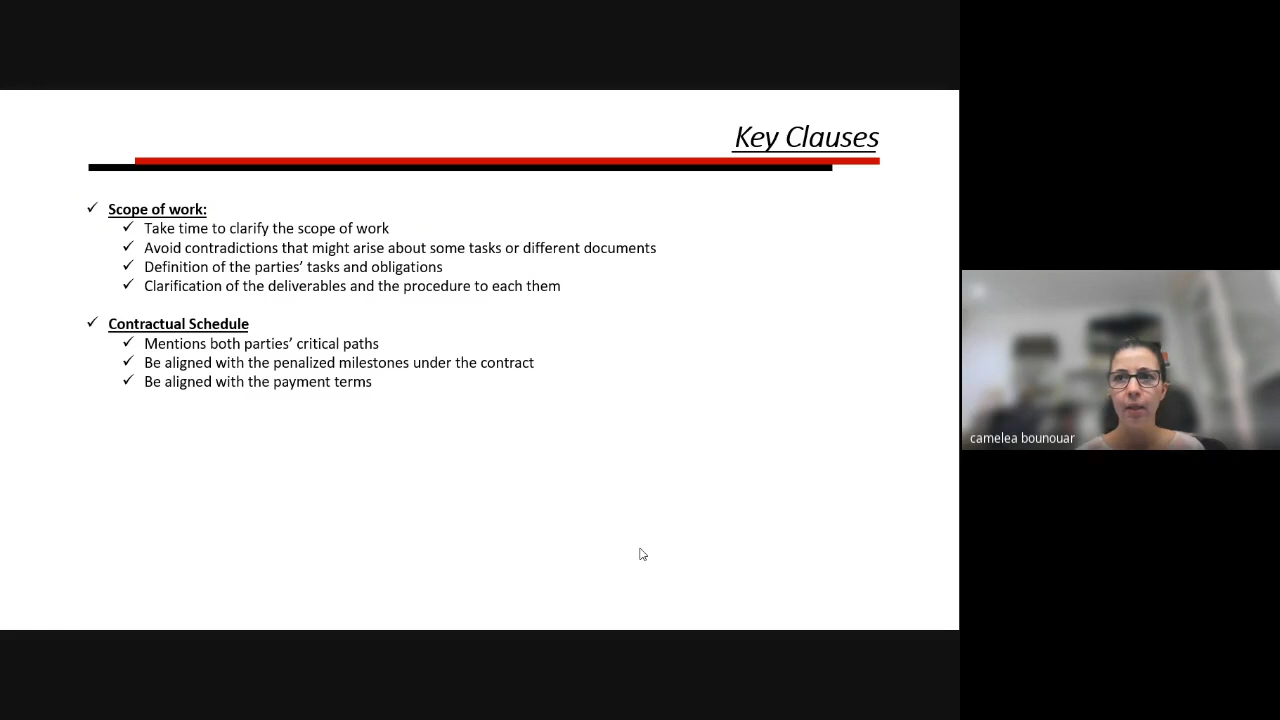 Key Clauses
✓ Scope of work:
✓ Take time to clarify the scope of work
✓ Avoid contradictions that might arise about some tasks or different documents
✓ Definition of the parties’ tasks and obligations
✓ Clarification of the deliverables and the procedure to each them
✓ Contractual Schedule
✓ Mentions both parties’ critical paths
✓ Be aligned with the penalized milestones under the contract
✓ Be aligned with the payment terms
camelea bounouar